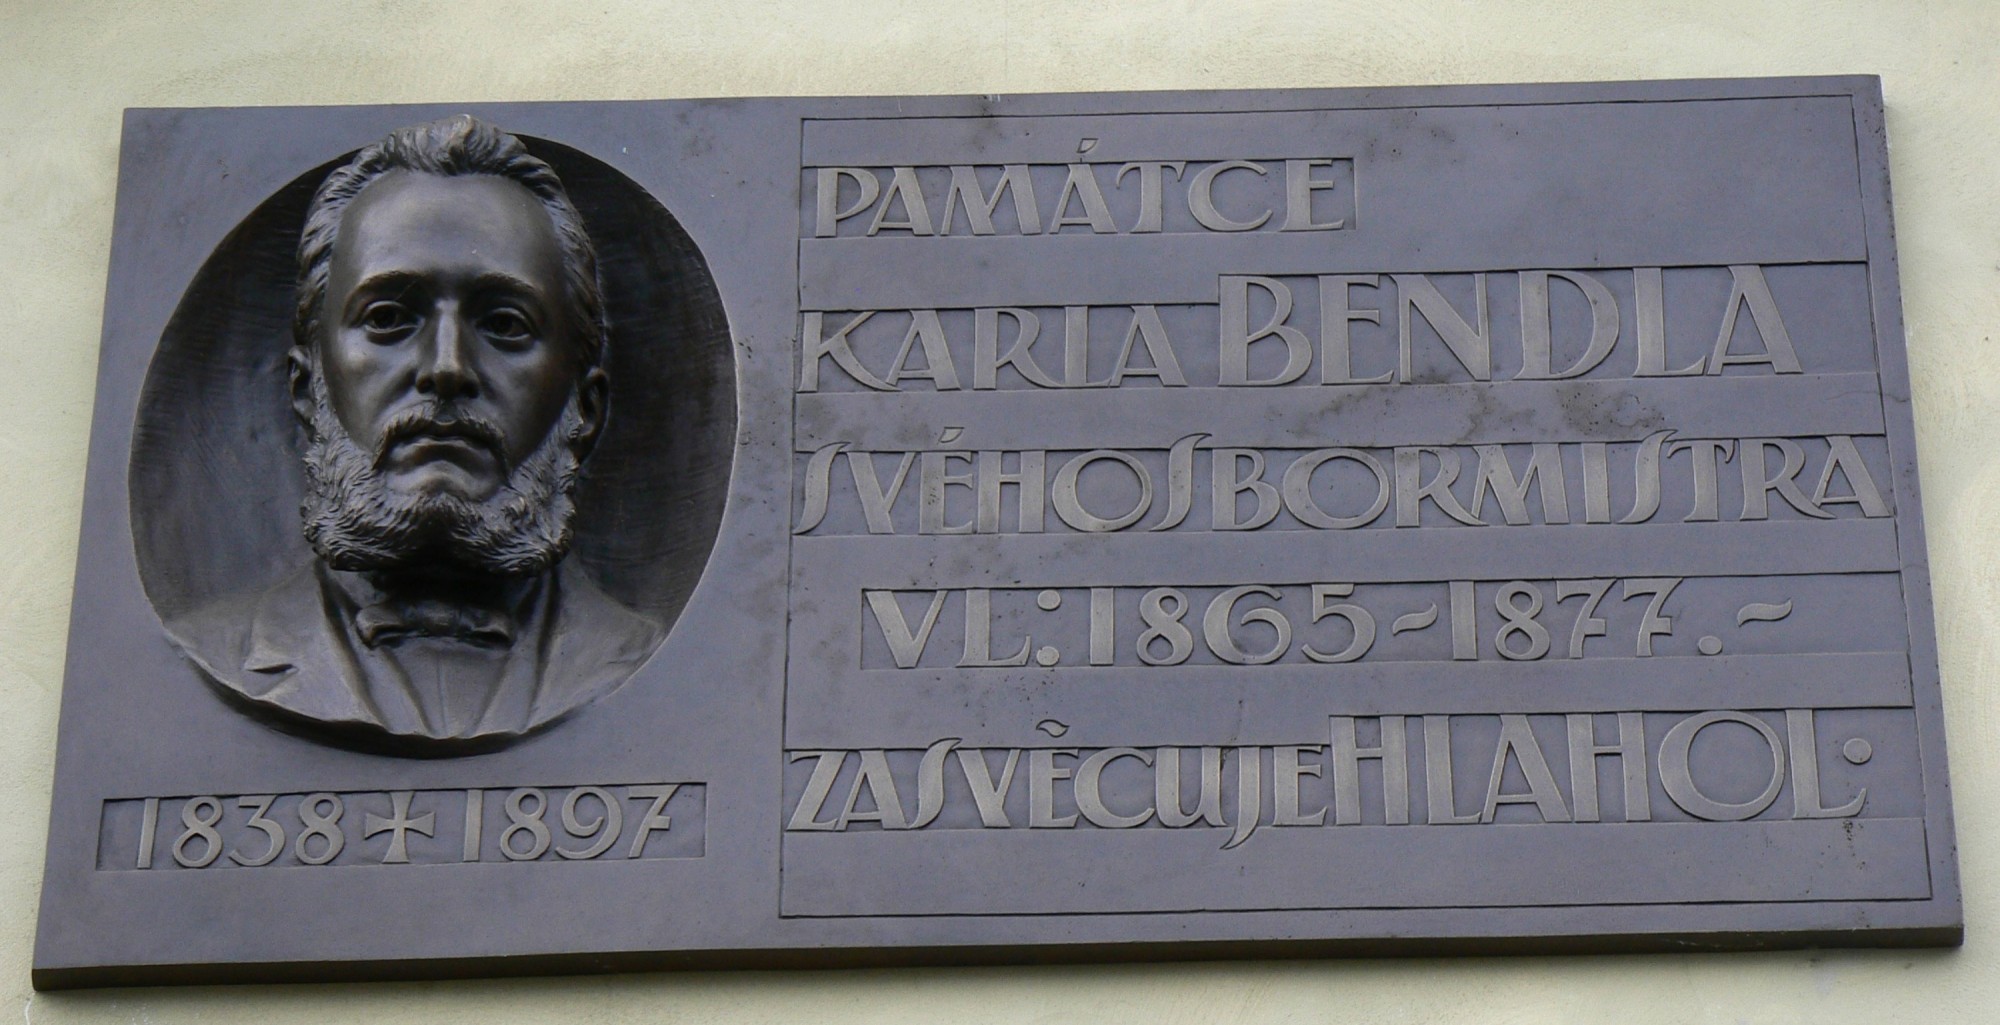 PAMÁTCE
KARLA BENDLA
SVÉHO SBORMISTRA
VL: 1865-1877.-
ZASVĚCUJE HLAHOL:
1838 ✠ 1897